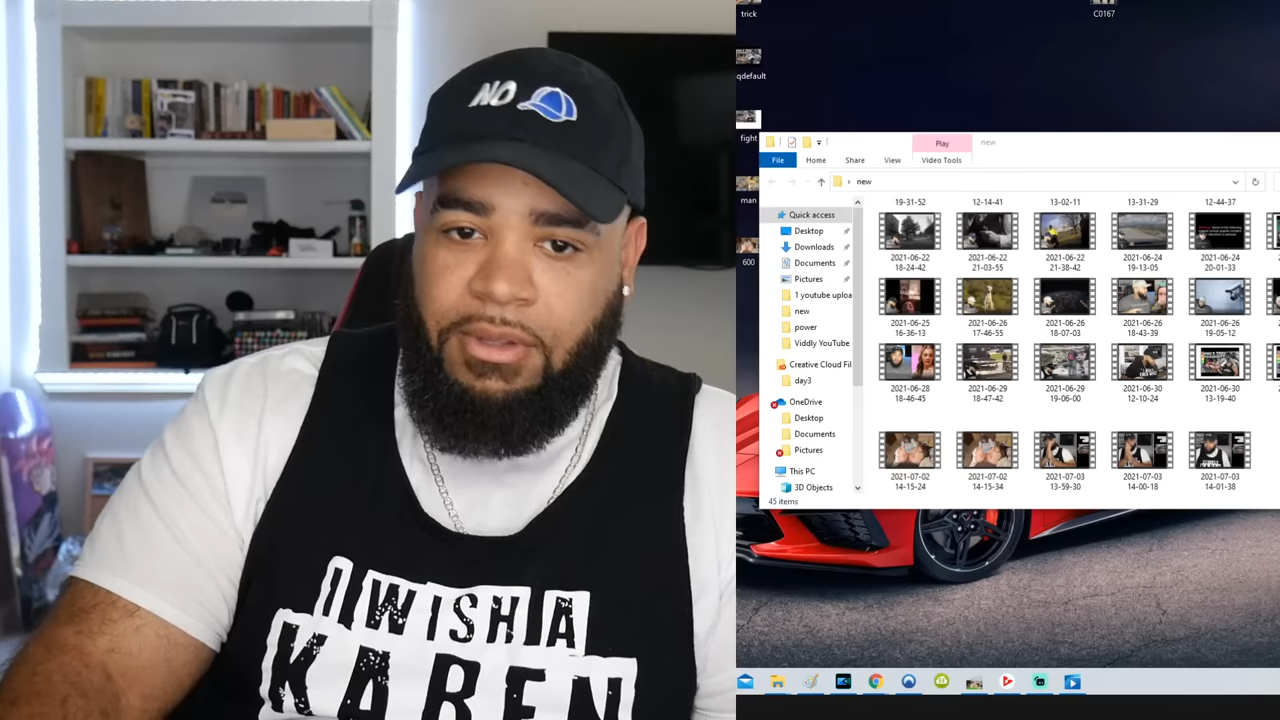 NO
I WISH A
KAREN
trick
C0167
qdefault
fight
man
600
Play
new
File
Home
Share
View
Video Tools
new
Quick access
Desktop
Downloads
Documents
Pictures
1 youtube uploa
new
power
Viddly YouTube
Creative Cloud Fil
day3
OneDrive
Desktop
Documents
Pictures
This PC
3D Objects
45 items
19-31-52
12-14-41
13-02-11
13-31-29
12-44-37
2021-06-22
18-24-42
2021-06-22
21-03-55
2021-06-22
21-38-42
2021-06-24
19-13-05
2021-06-24
20-01-33
2021-06-25
16-36-13
2021-06-26
17-46-55
2021-06-26
18-07-03
2021-06-26
18-43-39
2021-06-26
19-05-12
2021-06-28
18-46-45
2021-06-29
18-47-42
2021-06-29
19-06-00
2021-06-30
12-10-24
2021-06-30
13-19-40
2021-07-02
14-15-24
2021-07-02
14-15-34
2021-07-03
13-59-30
2021-07-03
14-00-18
2021-07-03
14-01-38